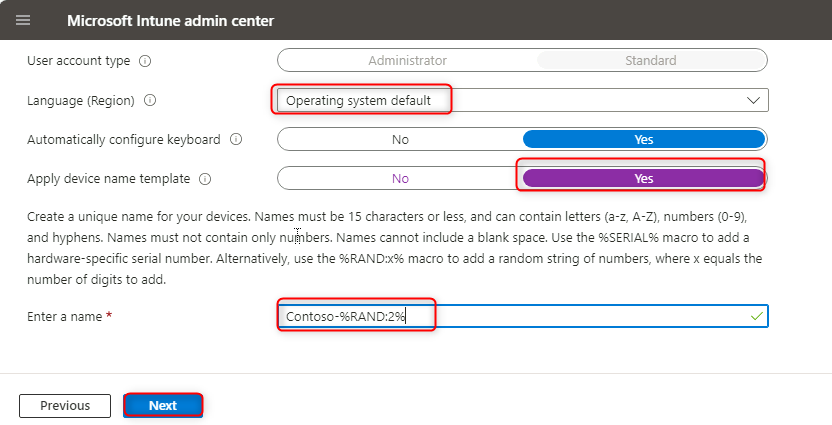 Microsoft Intune admin center
User account type
Administrator
Standard
Language (Region)
Operating system default
Automatically configure keyboard
No
Yes
Apply device name template
No
Yes
Create a unique name for your devices. Names must be 15 characters or less, and can contain letters (a-z, A-Z), numbers (0-9),
and hyphens. Names must not contain only numbers. Names cannot include a blank space. Use the %SERIAL% macro to add a
hardware-specific serial number. Alternatively, use the %RAND:x% macro to add a random string of numbers, where x equals the
number of digits to add.
Enter a name *
Contoso-%RAND:2%
Previous
Next